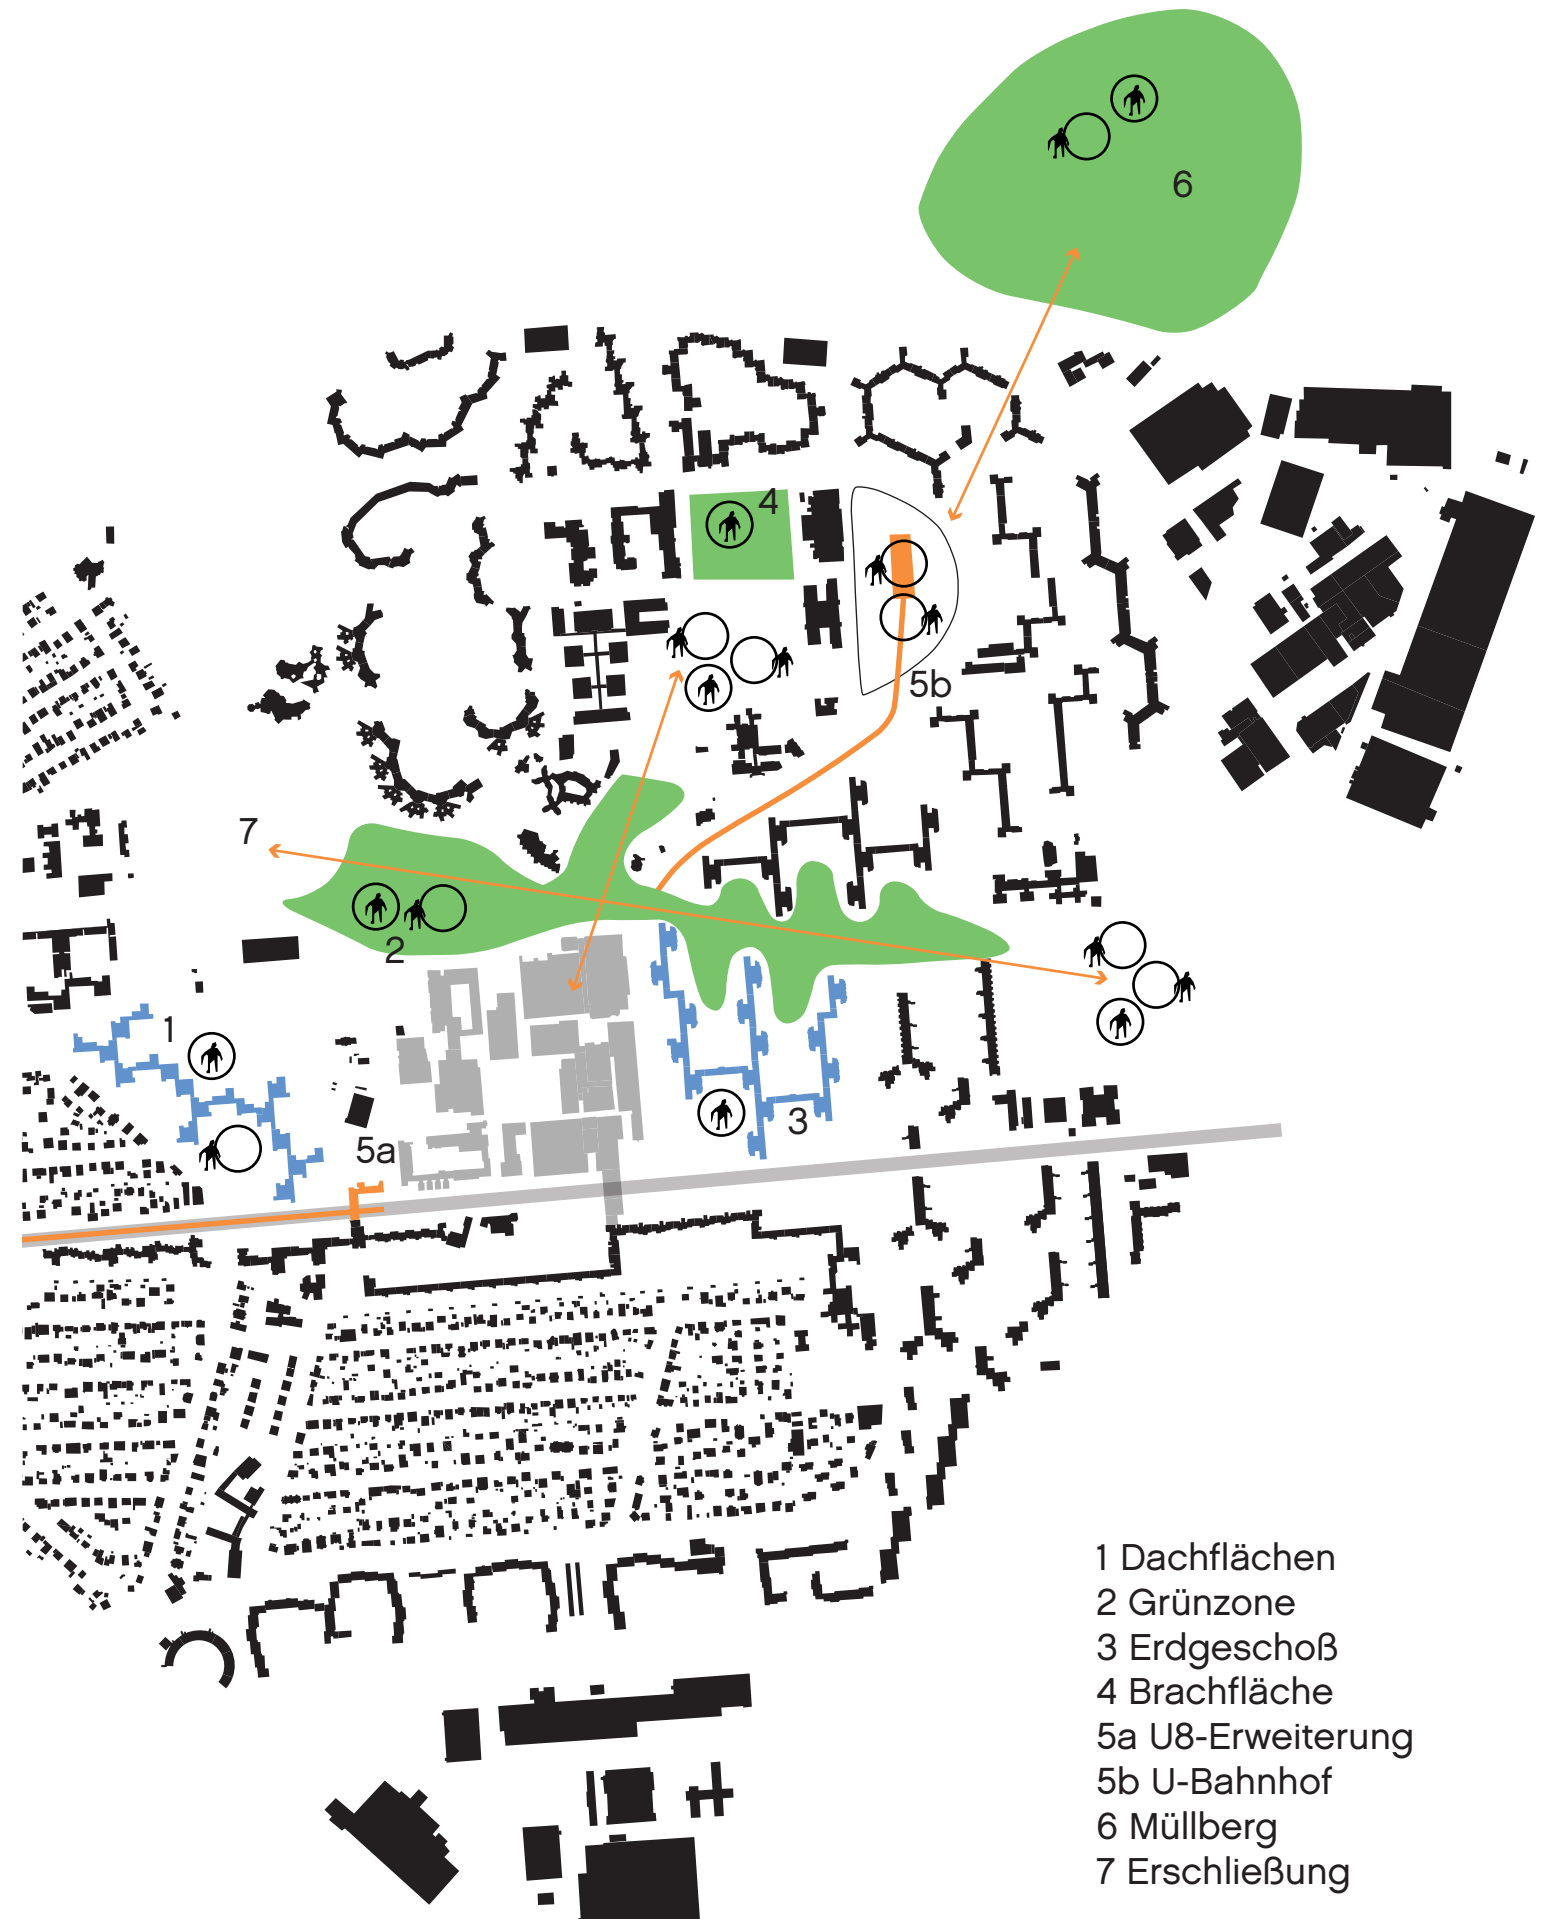 6
4
5b
7
2
1
3
5a
1 Dachflächen
2 Grünzone
3 Erdgeschoß
4 Brachfläche
5a U8-Erweiterung
5b U-Bahnhof
6 Müllberg
7 Erschließung